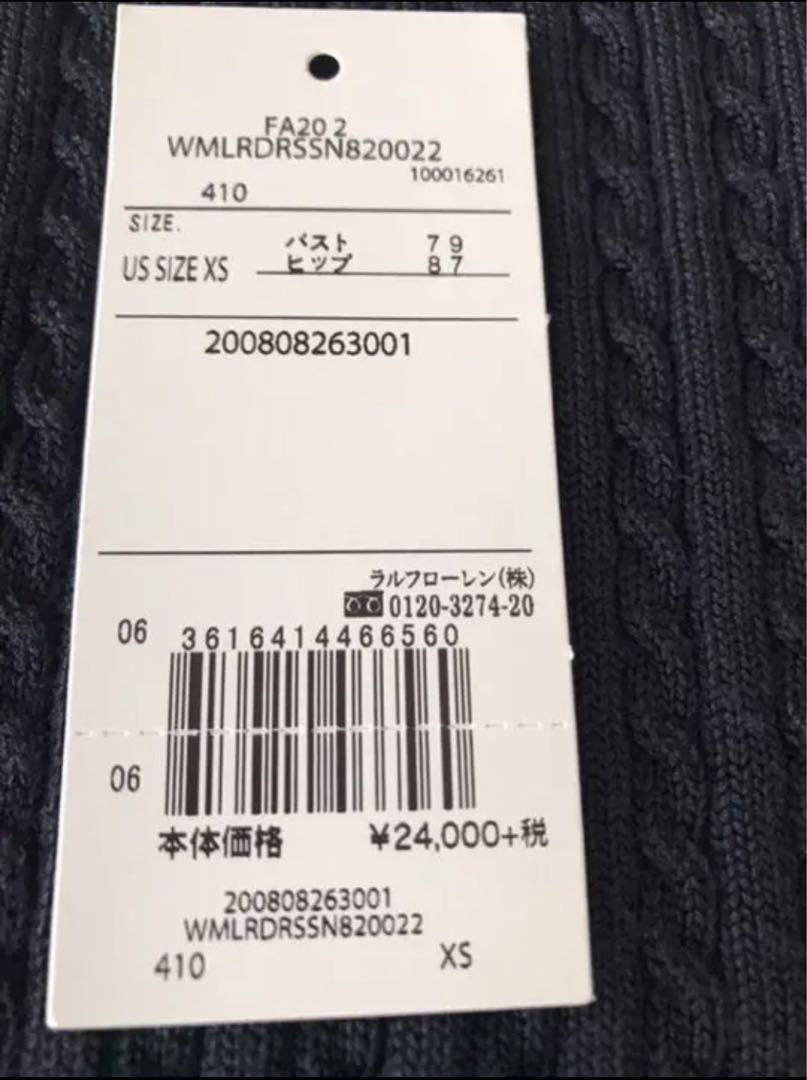 FA20 2
WMLRDRSSN820022
100016261
410
SIZE.
US SIZE XS
バスト 79
ヒップ 87
200808263001
ラルフローレン(株)
0120-3274-20
06 3616414466560
06
本体価格 ¥24,000+税
200808263001
WMLRDRSSN820022
410 XS